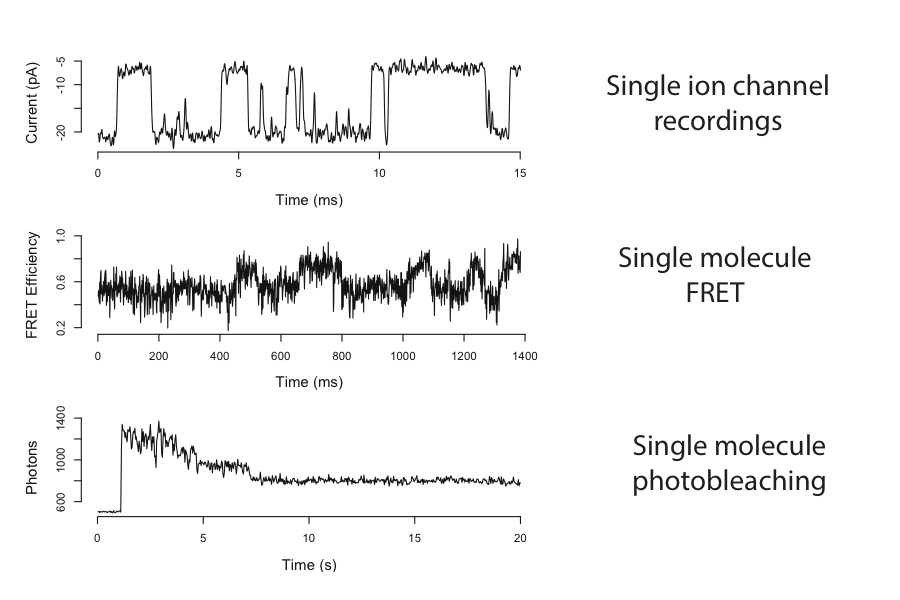 Current (pA)
-5
-10
-20
0 5 10 15
Time (ms)
Single ion channel
recordings
FRET Efficiency
1.0
0.6
0.2
0 200 400 600 800 1000 1200 1400
Time (ms)
Single molecule
FRET
Photons
1400
1000
600
0 5 10 15 20
Time (s)
Single molecule
photobleaching